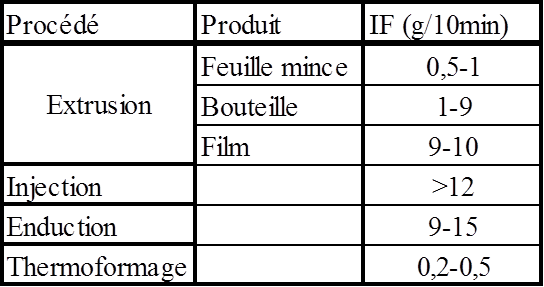 Procédé Produit IF (g/10min)
Extrusion Feuille mince 0,5-1
Bouteille 1-9
Film 9-10
Injection >12
Enduction 9-15
Thermoformage 0,2-0,5